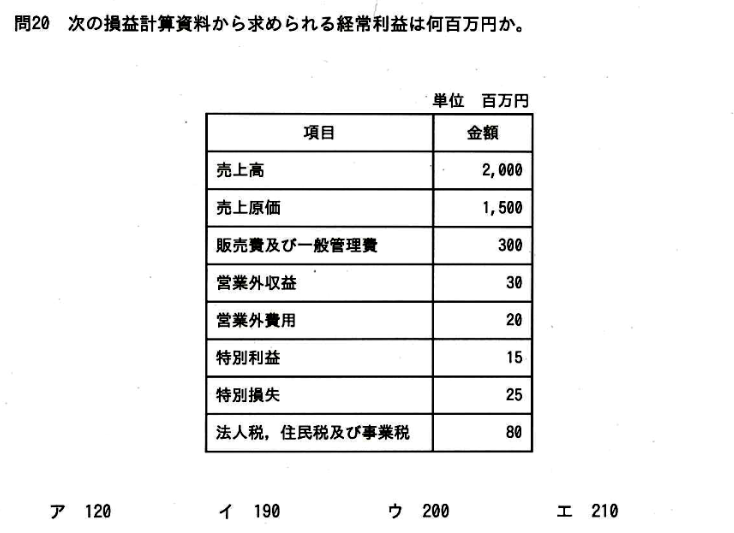 問20 次の損益計算資料から求められる経常利益は何百万円か。
単位 百万円
項目 金額
売上高 2,000
売上原価 1,500
販売費及び一般管理費 300
営業外収益 30
営業外費用 20
特別利益 15
特別損失 25
法人税，住民税及び事業税 80
ア 120 イ 190 ウ 200 エ 210